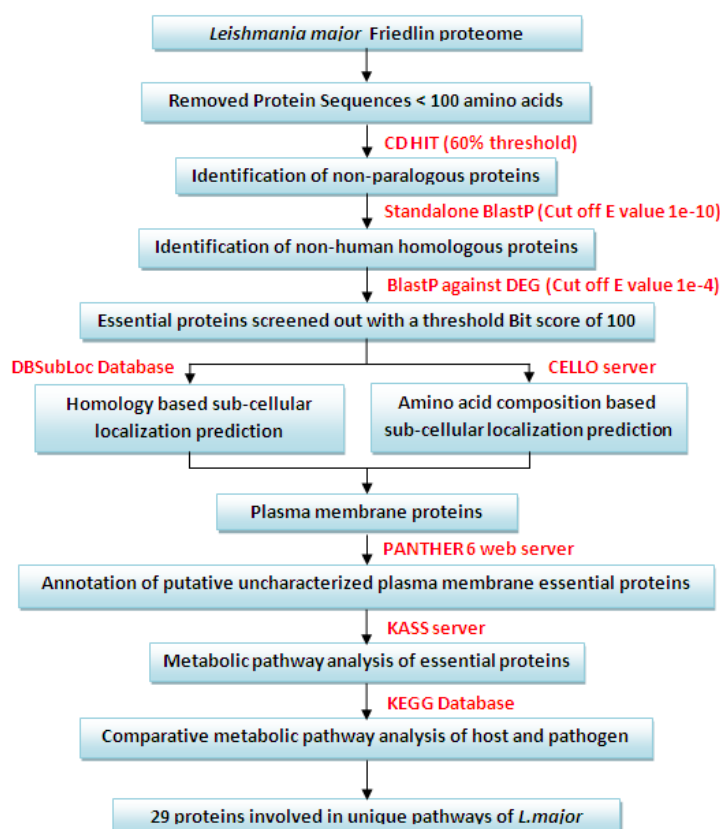 Leishmania major Friedlin proteome
Removed Protein Sequences < 100 amino acids
CD HIT (60% threshold)
Identification of non-paralogous proteins
Standalone BlastP (Cut off E value 1e-10)
Identification of non-human homologous proteins
BlastP against DEG (Cut off E value 1e-4)
Essential proteins screened out with a threshold Bit score of 100
DBSubLoc Database
CELLO server
Homology based sub-cellular
localization prediction
Amino acid composition based
sub-cellular localization prediction
Plasma membrane proteins
PANTHER 6 web server
Annotation of putative uncharacterized plasma membrane essential proteins
KASS server
Metabolic pathway analysis of essential proteins
KEGG Database
Comparative metabolic pathway analysis of host and pathogen
29 proteins involved in unique pathways of L.major